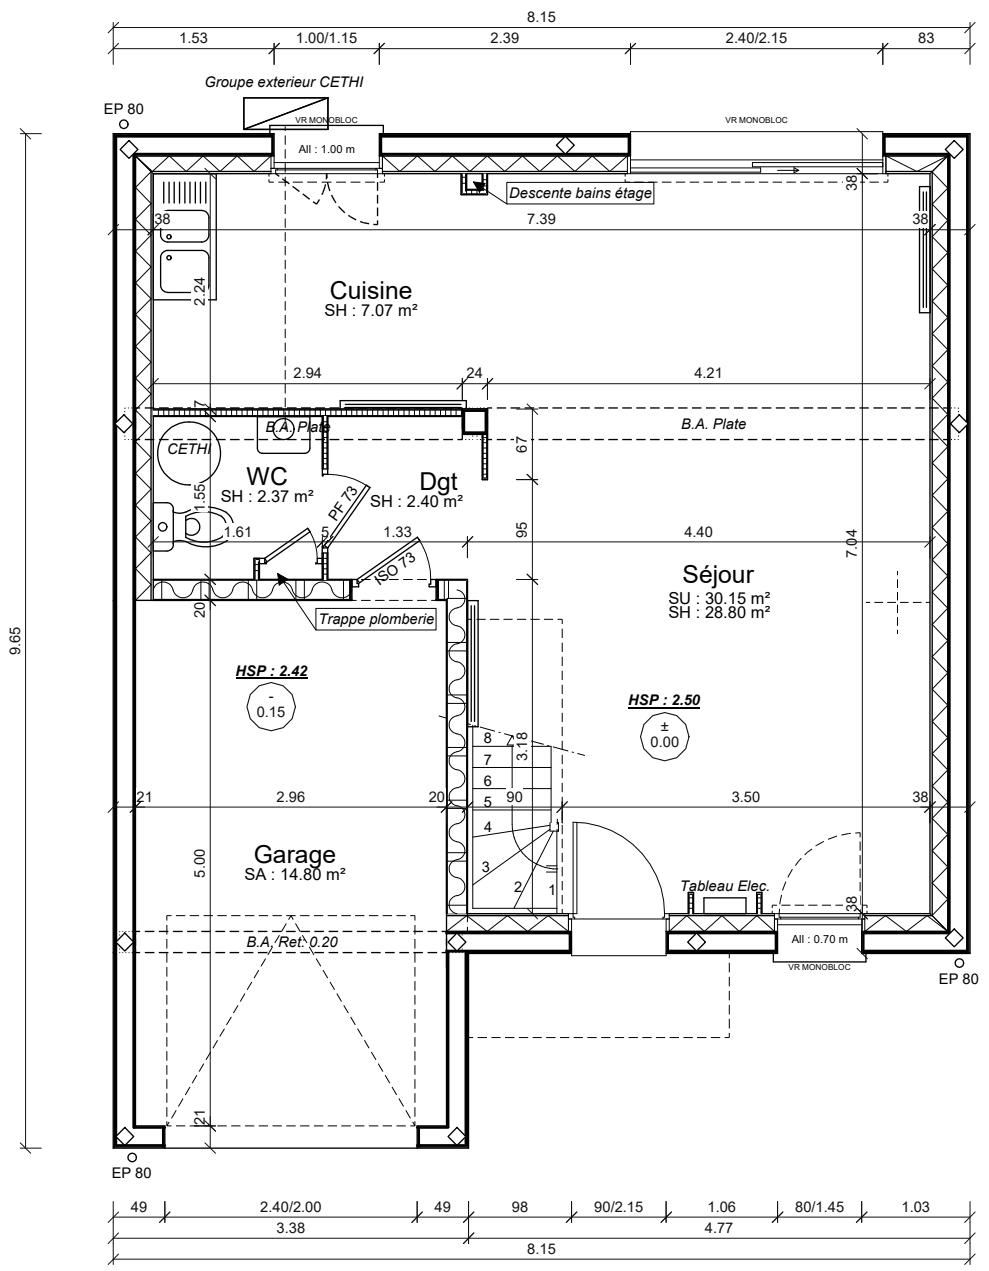 8.15
1.53
1.00/1.15
2.39
2.40/2.15
83
Groupe exterieur CETHI
EP 80
VR MONOBLOC
VR MONOBLOC
All : 1.00 m
38
Descente bains étage
38
7.39
38
2.24
Cuisine
SH : 7.07 m²
2.94
24
4.21
7
B.A. Plate
B.A. Plate
CETHI
67
WC
SH : 2.37 m²
Dgt
SH : 2.40 m²
1.55
PF 73
1.61
5
1.33
95
4.40
7.04
ISO 73
Séjour
SU : 30.15 m²
SH : 28.80 m²
20
Trappe plomberie
9.65
HSP : 2.42
-
0.15
HSP : 2.50
±
0.00
3.18
8
7
6
5
4
3
2
1
21
2.96
20
90
3.50
38
5.00
Garage
SA : 14.80 m²
Tableau Elec.
38
B.A. Ret. 0.20
All : 0.70 m
VR MONOBLOC
EP 80
21
EP 80
49
2.40/2.00
49
98
90/2.15
1.06
80/1.45
1.03
3.38
4.77
8.15